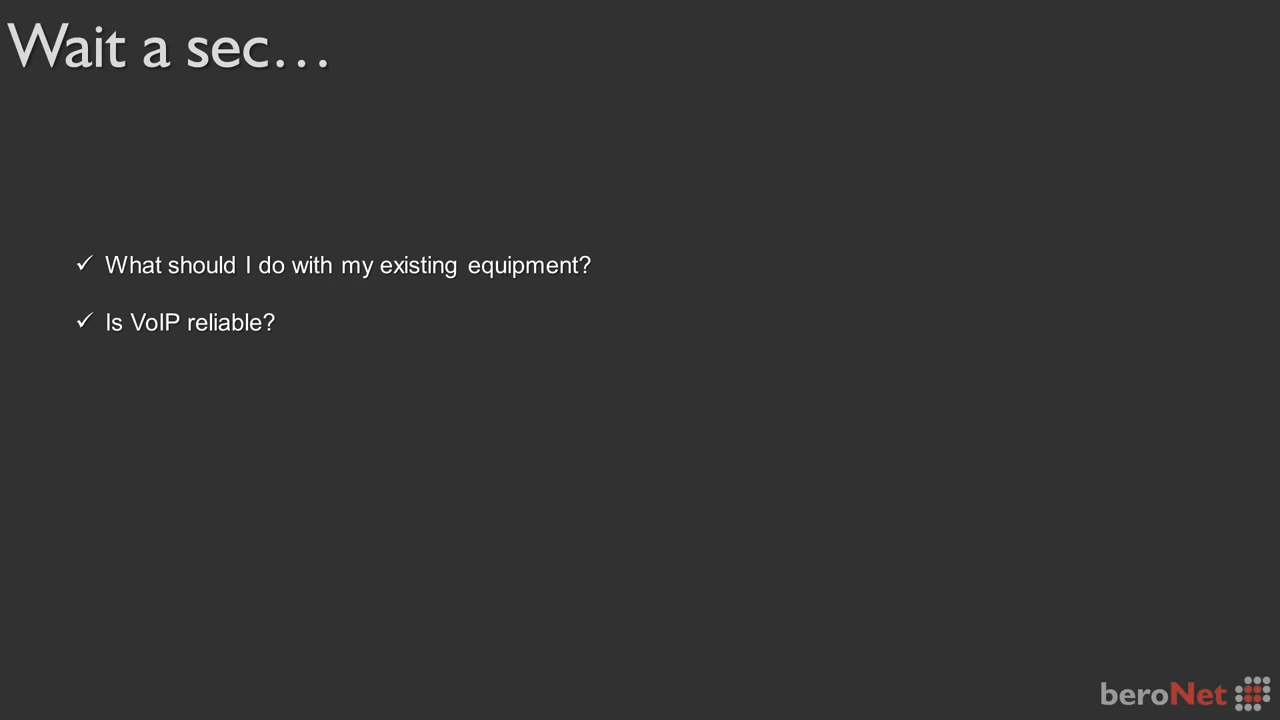 Wait a sec…
✓ What should I do with my existing equipment?
✓ Is VoIP reliable?
beroNet